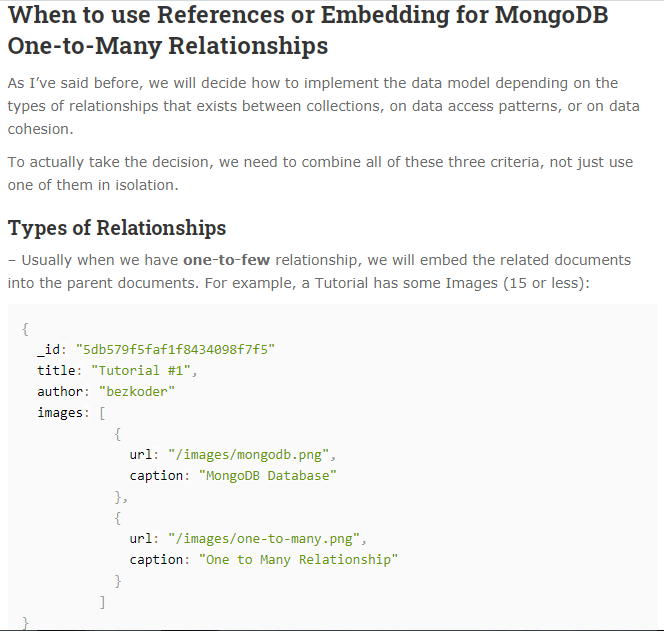 When to use References or Embedding for MongoDB
One-to-Many Relationships
As I’ve said before, we will decide how to implement the data model depending on the
types of relationships that exists between collections, on data access patterns, or on data
cohesion.
To actually take the decision, we need to combine all of these three criteria, not just use
one of them in isolation.
Types of Relationships
– Usually when we have one-to-few relationship, we will embed the related documents
into the parent documents. For example, a Tutorial has some Images (15 or less):
{
  _id: "5db579f5faf1f8434098f7f5"
  title: "Tutorial #1",
  author: "bezkoder"
  images: [
            {
              url: "/images/mongodb.png",
              caption: "MongoDB Database"
            },
            {
              url: "/images/one-to-many.png",
              caption: "One to Many Relationship"
            }
          ]
}